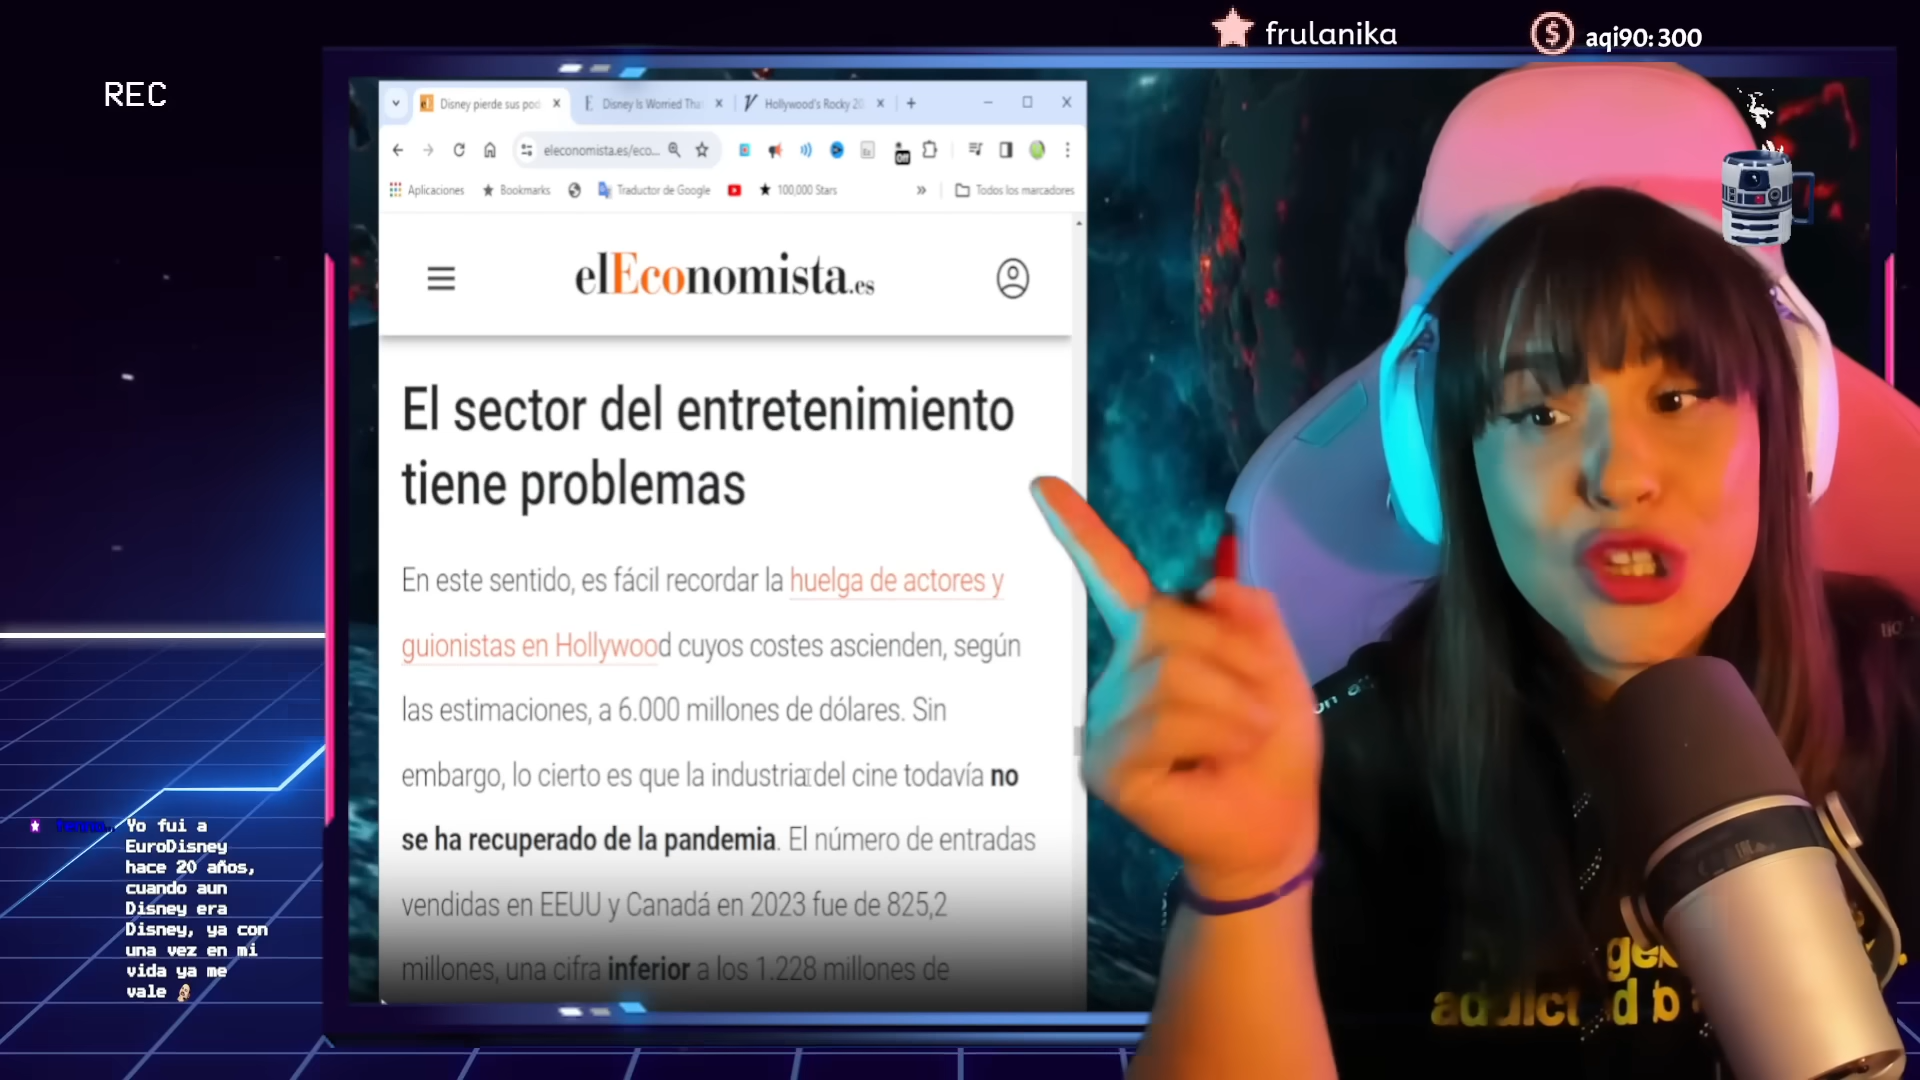 frulanika
aqi90: 300
REC
Disney pierde sus pod
Disney Is Worried Tha
Hollywood's Rocky 20
eleconomista.es/eco...
Off
Aplicaciones
Bookmarks
Traductor de Google
100,000 Stars
»
Todos los marcadores
elEconomista.es
El sector del entretenimiento
tiene problemas
En este sentido, es fácil recordar la huelga de actores y
guionistas en Hollywood cuyos costes ascienden, según
las estimaciones, a 6.000 millones de dólares. Sin
embargo, lo cierto es que la industria del cine todavía no
se ha recuperado de la pandemia. El número de entradas
vendidas en EEUU y Canadá en 2023 fue de 825,2
millones, una cifra inferior a los 1.228 millones de
Yo fui a
EuroDisney
hace 20 años,
cuando aun
Disney era
Disney, ya con
una vez en mi
vida ya me
vale